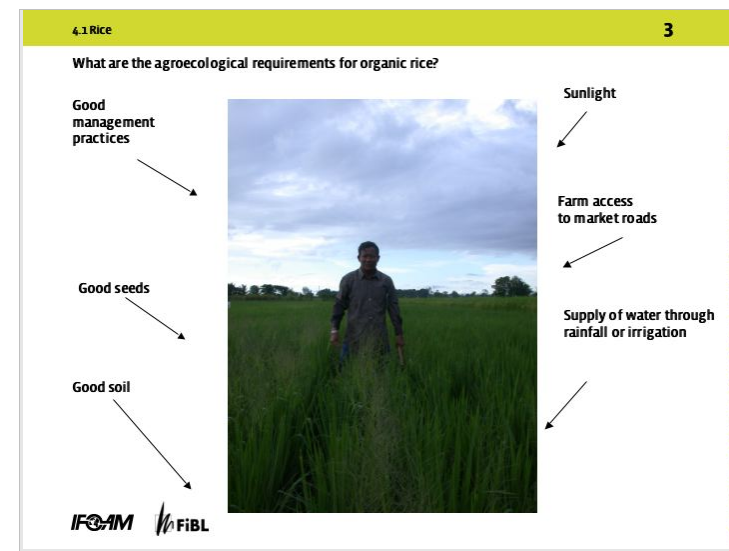 4.1 Rice
3
What are the agroecological requirements for organic rice?
Good
management
practices
Sunlight
Farm access
to market roads
Good seeds
Supply of water through
rainfall or irrigation
Good soil
IFOAM
FiBL